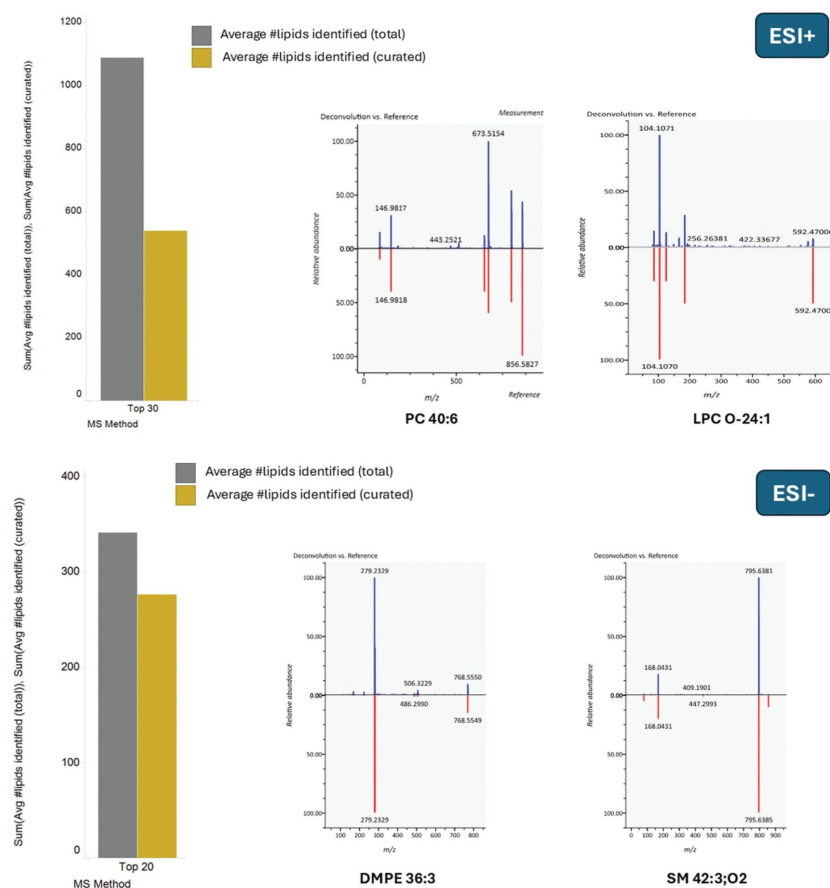 1200
1000
800
600
400
200
0
Sum(Avg #lipids identified (total)), Sum(Avg #lipids identified (curated))
Top 30
MS Method
Average #lipids identified (total)
Average #lipids identified (curated)
ESI+
Deconvolution vs. Reference
Measurement
673.5154
100.00
50.00
0.00
50.00
100.00
Relative abundance
146.9817
443.2521
146.9818
856.5827
0
500
m/z
Reference
PC 40:6
Deconvolution vs. Reference
104.1071
100.00
50.00
0.00
50.00
100.00
Relative abundance
256.26381
422.33677
592.47006
592.4700
104.1070
100
200
300
400
500
600
m/z
LPC O-24:1
400
300
200
100
0
Sum(Avg #lipids identified (total)), Sum(Avg #lipids identified (curated))
Top 20
MS Method
Average #lipids identified (total)
Average #lipids identified (curated)
ESI-
Deconvolution vs. Reference
279.2329
100.00
50.00
0.00
50.00
100.00
Relative abundance
506.3229
768.5550
486.2990
768.5549
279.2329
100 200 300 400 500 600 700 800
m/z
DMPE 36:3
Deconvolution vs. Reference
795.6381
100.00
50.00
0.00
50.00
100.00
Relative abundance
168.0431
409.1901
447.2993
168.0431
795.6385
100 200 300 400 500 600 700 800 900
m/z
SM 42:3;O2